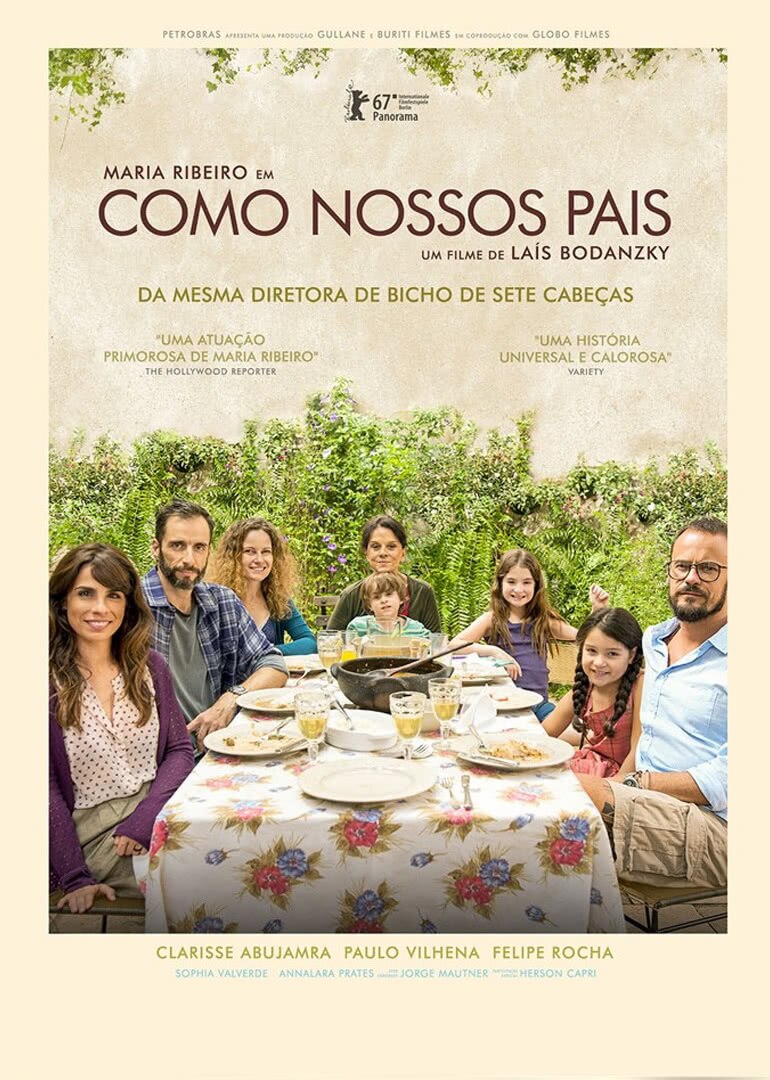 PETROBRAS APRESENTA UMA PRODUÇÃO GULLANE E BURITI FILMES EM COPRODUÇÃO COM GLOBO FILMES
67 Internationale Filmfestspiele Berlin
Panorama
MARIA RIBEIRO EM
COMO NOSSOS PAIS
UM FILME DE LAÍS BODANZKY
DA MESMA DIRETORA DE BICHO DE SETE CABEÇAS
"UMA ATUAÇÃO
PRIMOROSA DE MARIA RIBEIRO"
THE HOLLYWOOD REPORTER
"UMA HISTÓRIA
UNIVERSAL E CALOROSA"
VARIETY
CLARISSE ABUJAMRA PAULO VILHENA FELIPE ROCHA
SOPHIA VALVERDE ANNALARA PRATES JORGE MAUTNER HERSON CAPRI